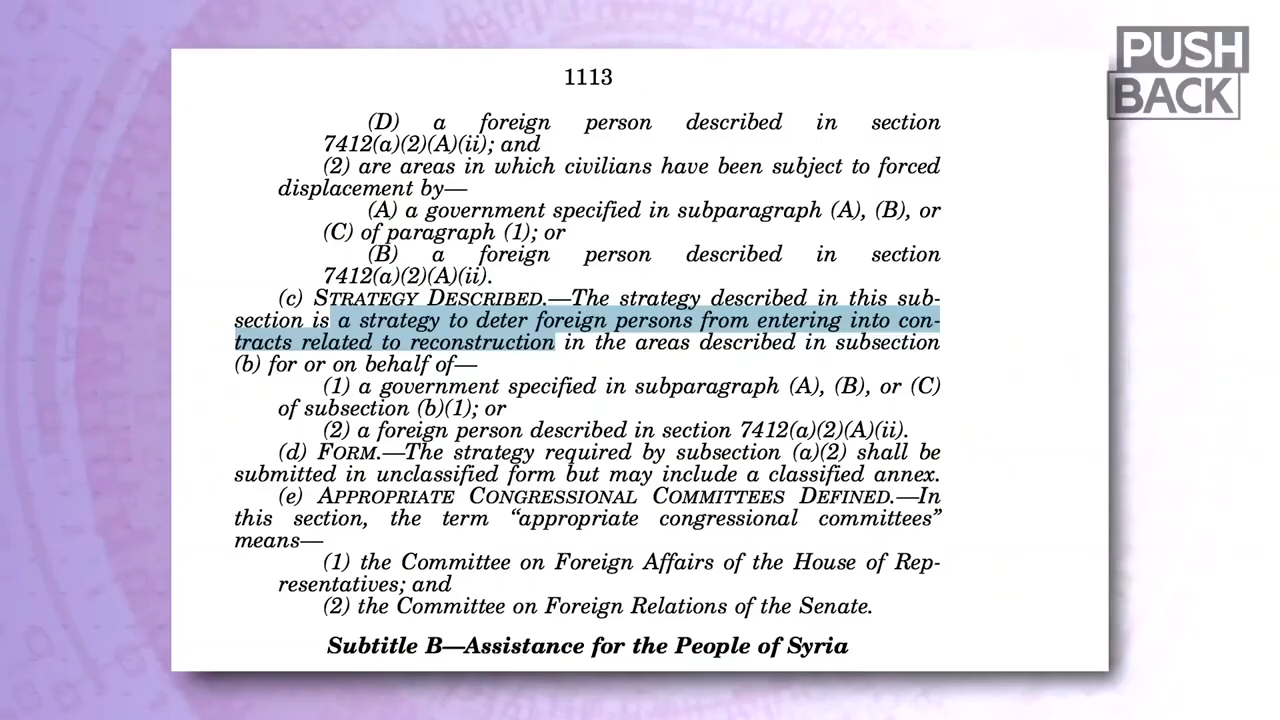 PUSH
BACK
1113
(D) a foreign person described in section
7412(a)(2)(A)(ii); and
(2) are areas in which civilians have been subject to forced
displacement by—
(A) a government specified in subparagraph (A), (B), or
(C) of paragraph (1); or
(B) a foreign person described in section
7412(a)(2)(A)(ii).
(c) STRATEGY DESCRIBED.—The strategy described in this sub-
section is a strategy to deter foreign persons from entering into con-
tracts related to reconstruction in the areas described in subsection
(b) for or on behalf of—
(1) a government specified in subparagraph (A), (B), or (C)
of subsection (b)(1); or
(2) a foreign person described in section 7412(a)(2)(A)(ii).
(d) FORM.—The strategy required by subsection (a)(2) shall be
submitted in unclassified form but may include a classified annex.
(e) APPROPRIATE CONGRESSIONAL COMMITTEES DEFINED.—In
this section, the term “appropriate congressional committees”
means—
(1) the Committee on Foreign Affairs of the House of Rep-
resentatives; and
(2) the Committee on Foreign Relations of the Senate.
Subtitle B—Assistance for the People of Syria